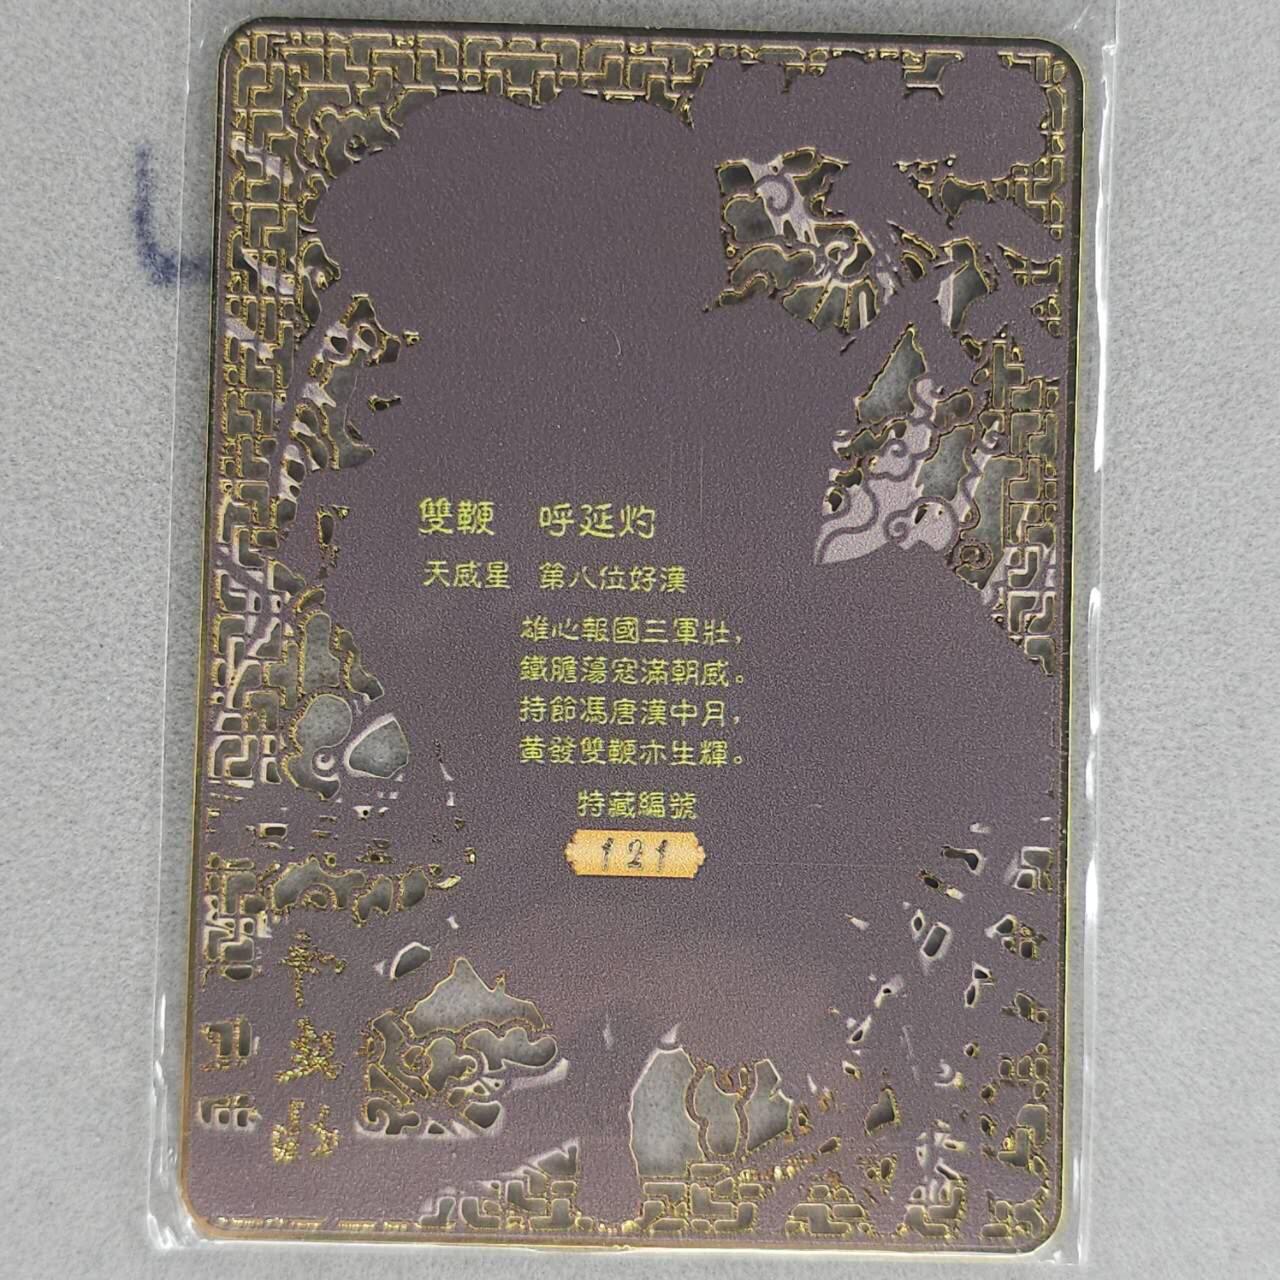 雙鞭 呼延灼
天威星 第八位好漢
雄心報國三軍壯，
鐵膽蕩寇滿朝威。
持節馮唐漢中月，
黃發雙鞭亦生輝。
特藏編號
121